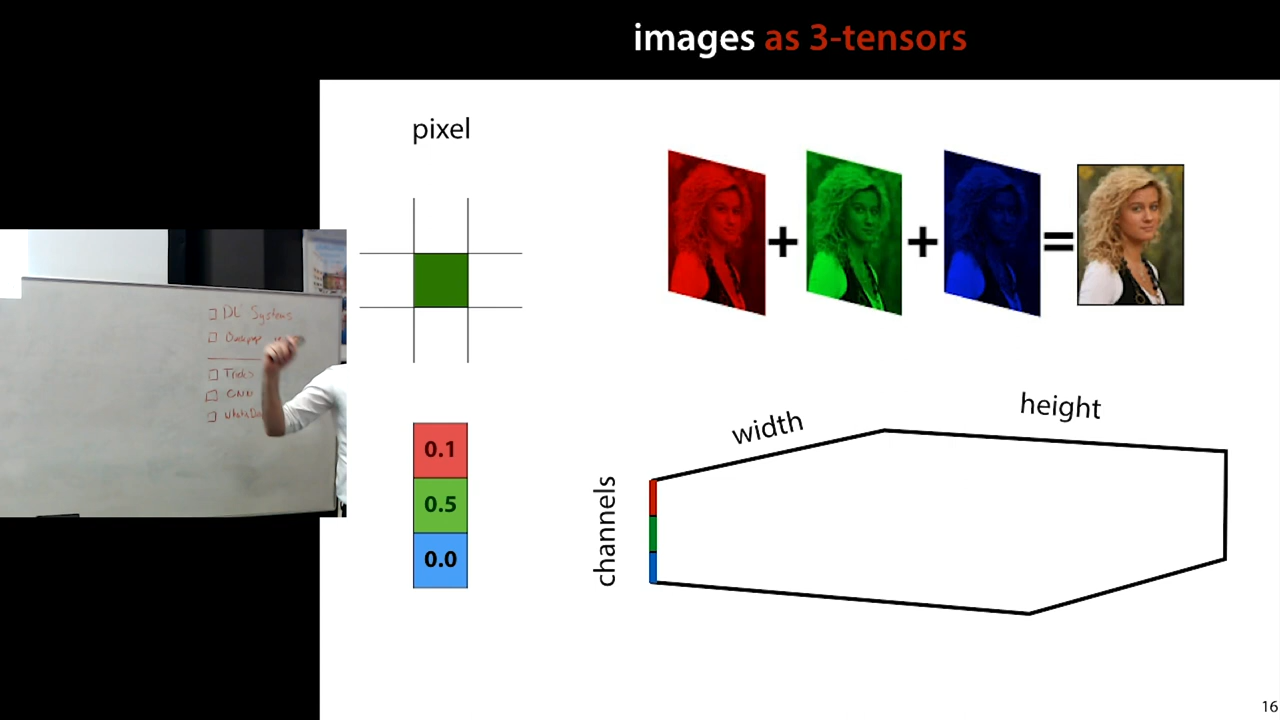 images as 3-tensors
pixel
+ + =
width
height
channels
0.1
0.5
0.0
DL Systems
Tricks
CNN
16